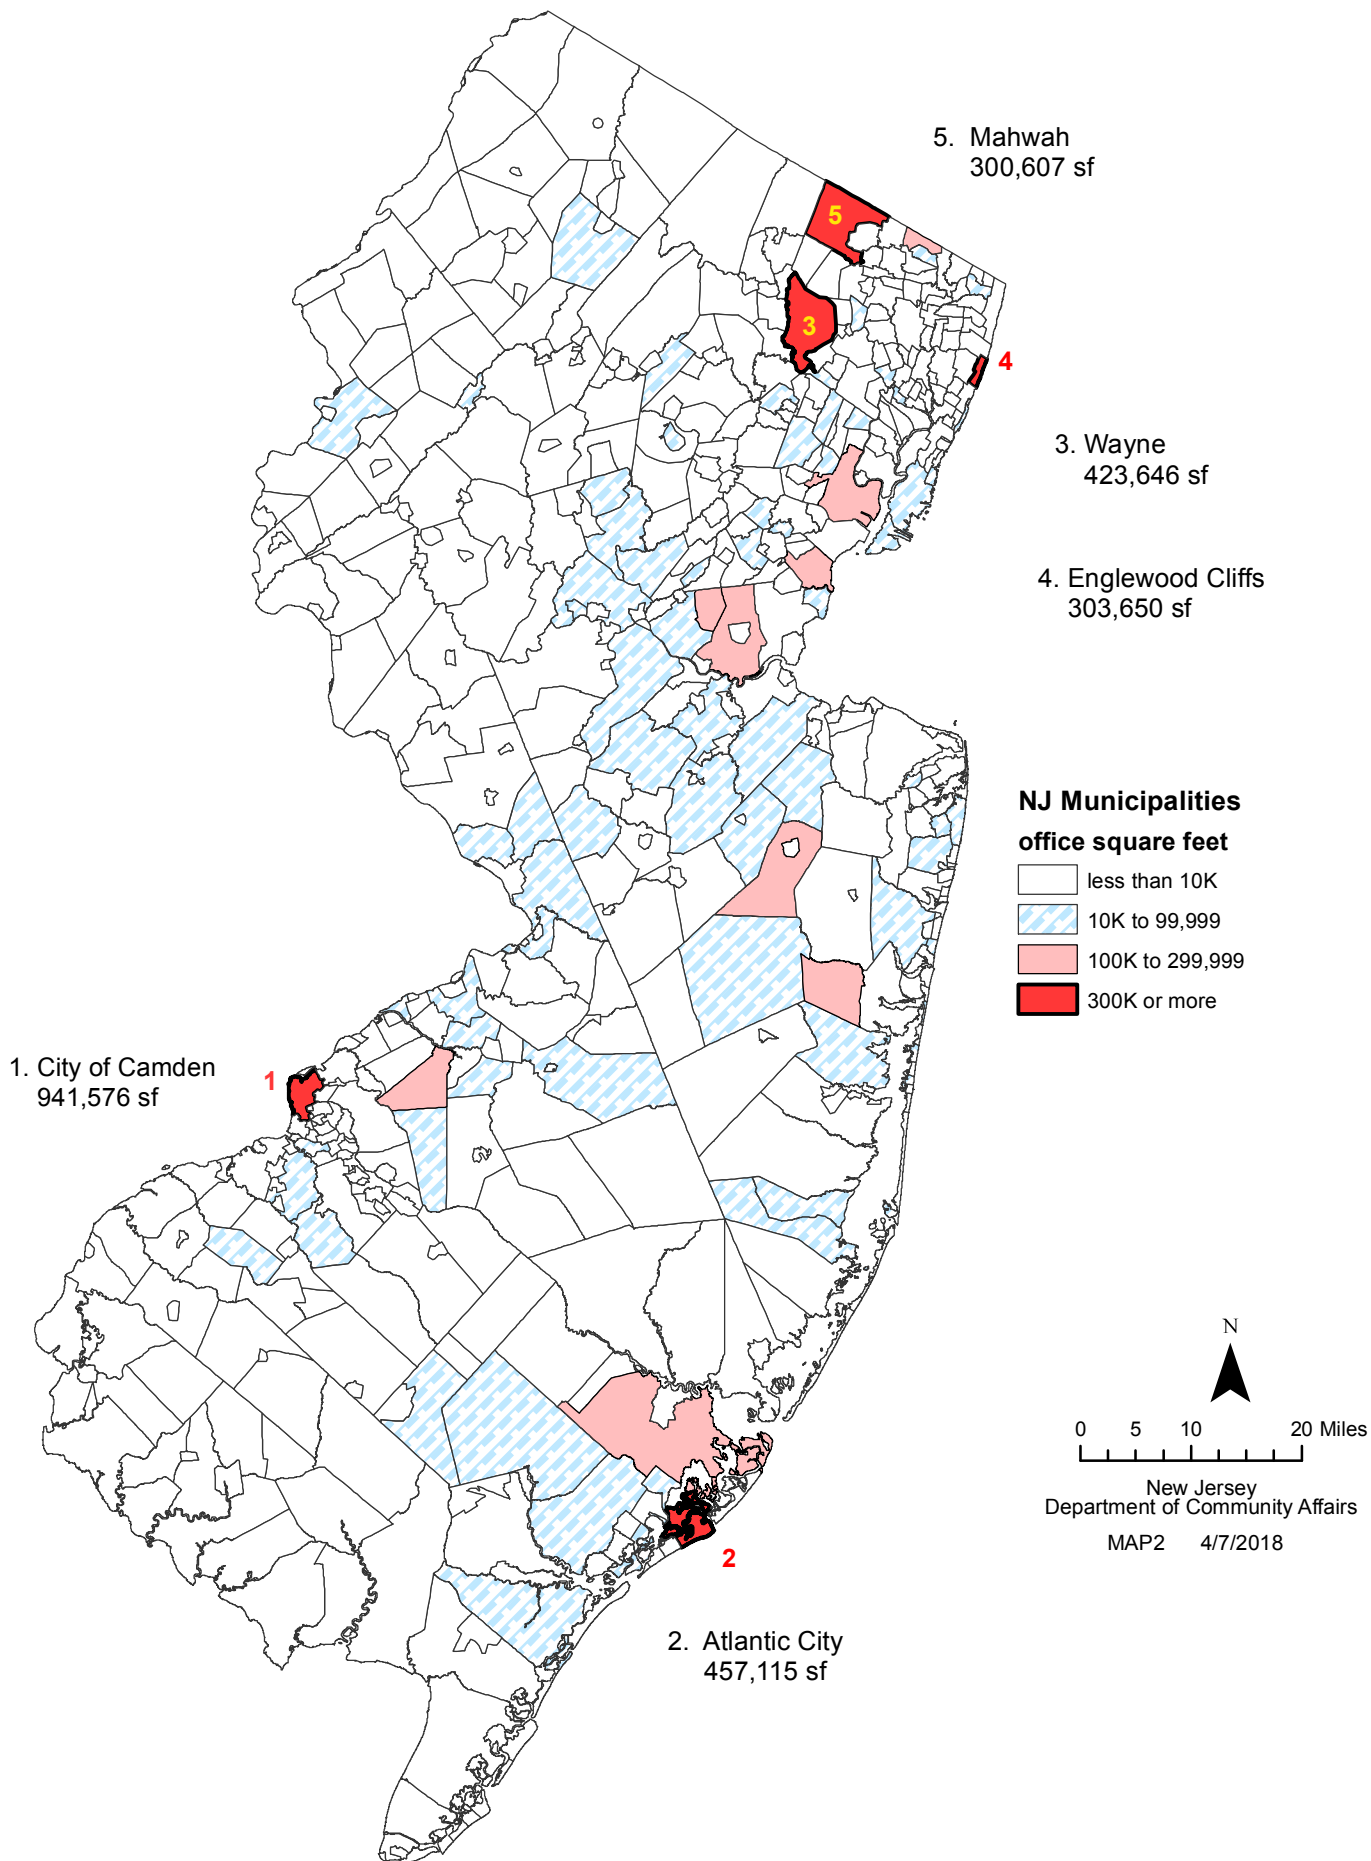 5. Mahwah
300,607 sf
5
3
4
3. Wayne
423,646 sf
4. Englewood Cliffs
303,650 sf
NJ Municipalities
office square feet
less than 10K
10K to 99,999
100K to 299,999
300K or more
1. City of Camden
941,576 sf
1
N
0 5 10 20 Miles
New Jersey
Department of Community Affairs
MAP2 4/7/2018
2
2. Atlantic City
457,115 sf